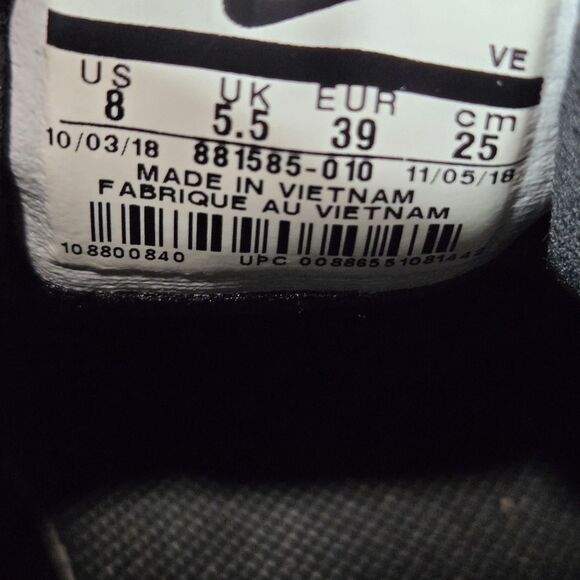 VE
US UK EUR cm
8 5.5 39 25
10/03/18 881585-010 11/05/18
MADE IN VIETNAM
FABRIQUE AU VIETNAM
108800840 UPC